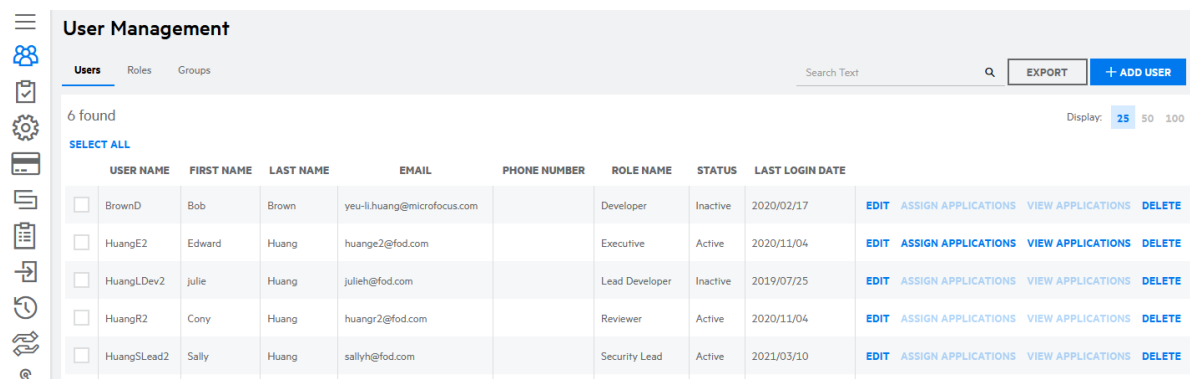 User Management
Users Roles Groups Search Text EXPORT + ADD USER
6 found Display: 25 50 100
SELECT ALL
USER NAME FIRST NAME LAST NAME EMAIL PHONE NUMBER ROLE NAME STATUS LAST LOGIN DATE
BrownD Bob Brown yeu-li.huang@microfocus.com Developer Inactive 2020/02/17 EDIT ASSIGN APPLICATIONS VIEW APPLICATIONS DELETE
HuangE2 Edward Huang huange2@fod.com Executive Active 2020/11/04 EDIT ASSIGN APPLICATIONS VIEW APPLICATIONS DELETE
HuangLDev2 julie Huang julieh@fod.com Lead Developer Inactive 2019/07/25 EDIT ASSIGN APPLICATIONS VIEW APPLICATIONS DELETE
HuangR2 Cony Huang huangr2@fod.com Reviewer Active 2020/11/04 EDIT ASSIGN APPLICATIONS VIEW APPLICATIONS DELETE
HuangSLead2 Sally Huang sallyh@fod.com Security Lead Active 2021/03/10 EDIT ASSIGN APPLICATIONS VIEW APPLICATIONS DELETE